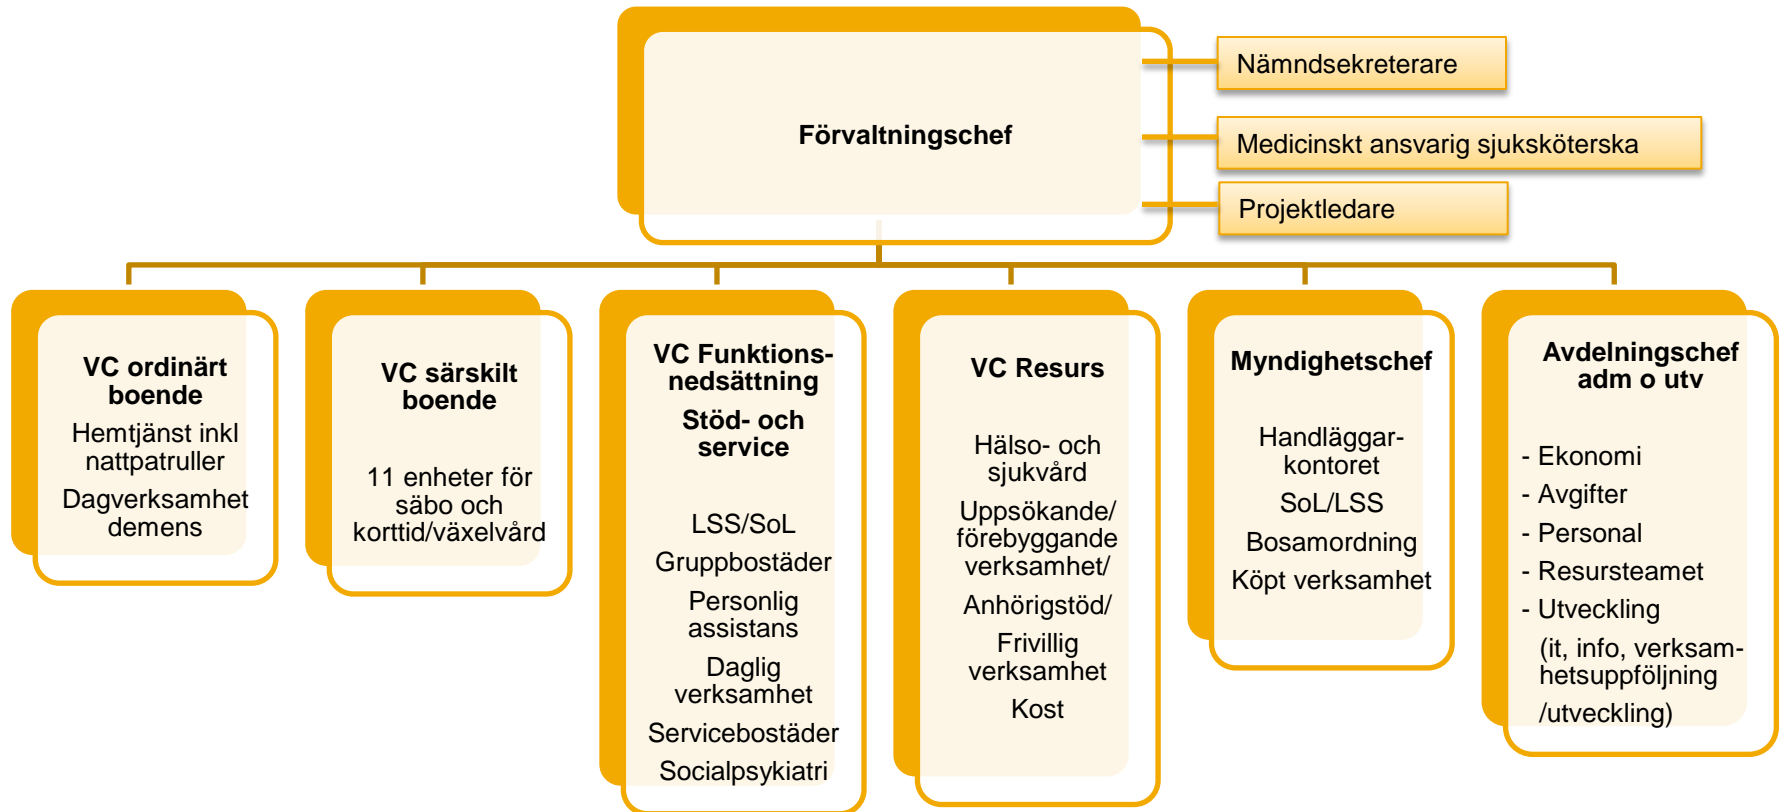 Förvaltningschef
Nämndsekreterare
Medicinskt ansvarig sjuksköterska
Projektledare
VC ordinärt
boende
Hemtjänst inkl
nattpatruller
Dagverksamhet
demens
VC särskilt
boende
11 enheter för
säbo och
korttid/växelvård
VC Funktions-
nedsättning
Stöd- och
service
LSS/SoL
Gruppbostäder
Personlig
assistans
Daglig
verksamhet
Servicebostäder
Socialpsykiatri
VC Resurs
Hälso- och
sjukvård
Uppsökande/
förebyggande
verksamhet/
Anhörigstöd/
Frivillig
verksamhet
Kost
Myndighetschef
Handläggar-
kontoret
SoL/LSS
Bosamordning
Köpt verksamhet
Avdelningschef
adm o utv
- Ekonomi
- Avgifter
- Personal
- Resursteamet
- Utveckling
(it, info, verksam-
hetsuppföljning
/utveckling)